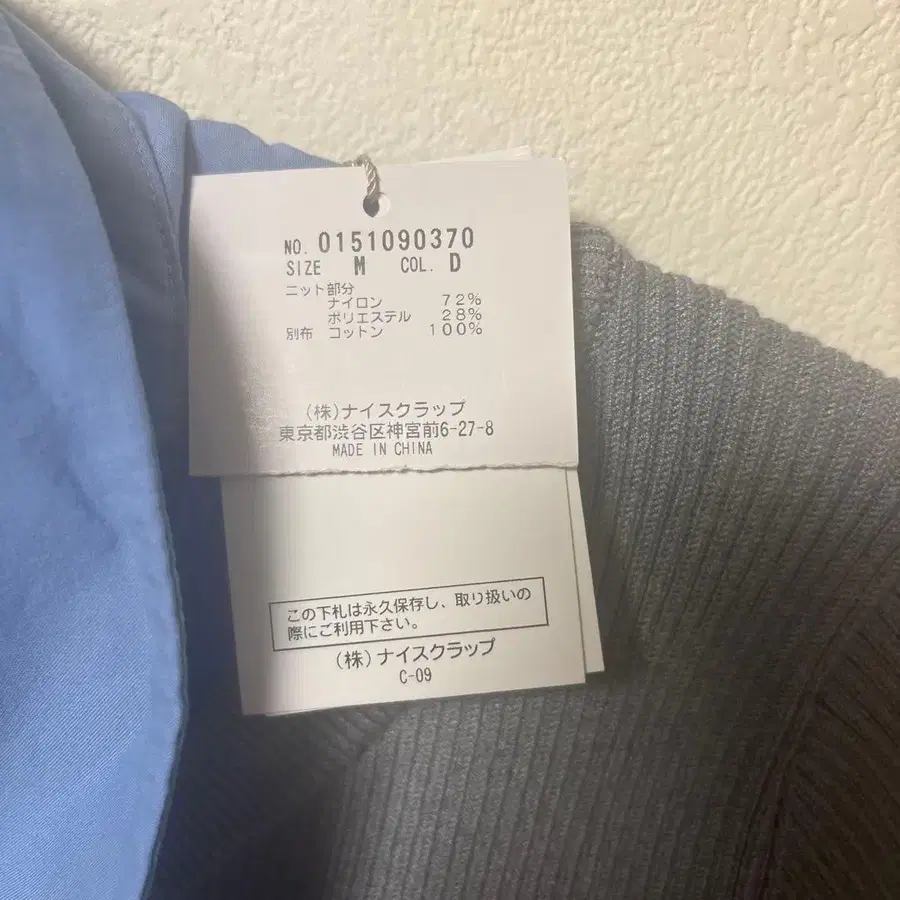 NO. 0151090370
SIZE M COL. D
ニット部分
ナイロン 72%
ポリエステル 28%
別布 コットン 100%
(株)ナイスクラップ
東京都渋谷区神宮前6-27-8
MADE IN CHINA
この下札は永久保存し、取り扱いの
際にご利用下さい。
(株)ナイスクラップ
C-09